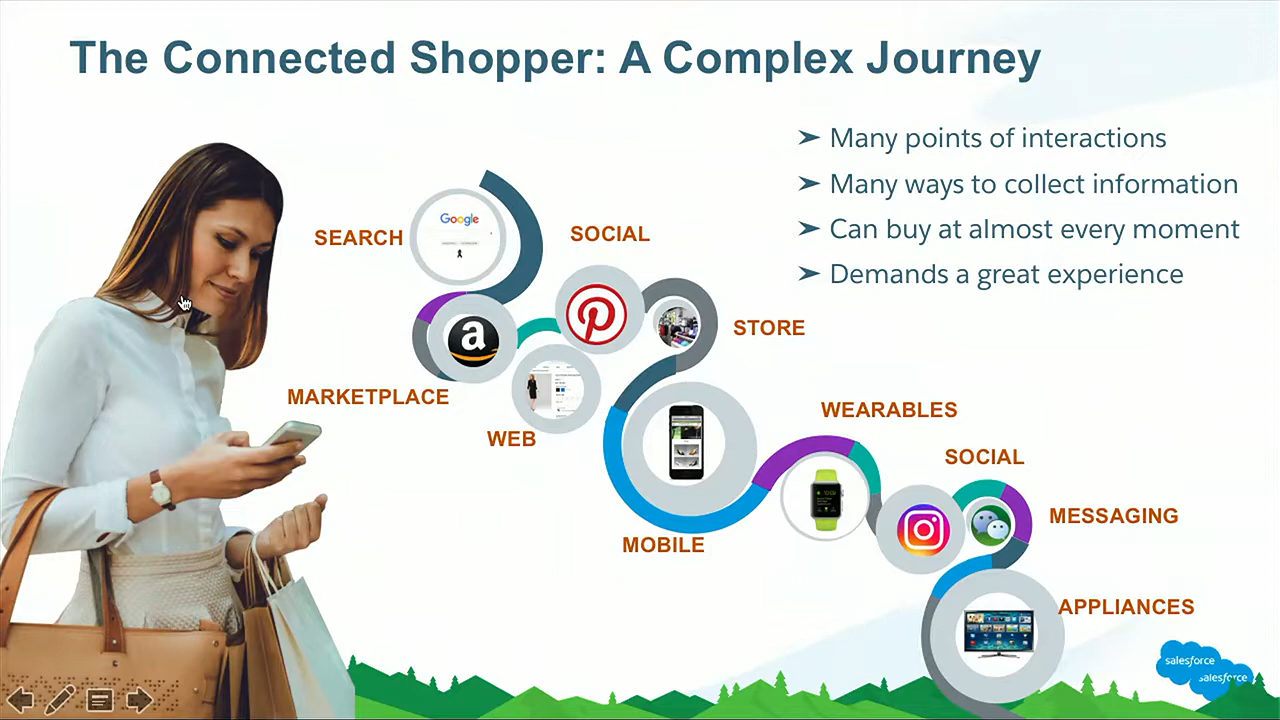 The Connected Shopper: A Complex Journey
➤ Many points of interactions
➤ Many ways to collect information
➤ Can buy at almost every moment
➤ Demands a great experience
SEARCH
Google
SOCIAL
STORE
a
MARKETPLACE
WEB
WEARABLES
SOCIAL
MESSAGING
MOBILE
APPLIANCES
salesforce
salesforce